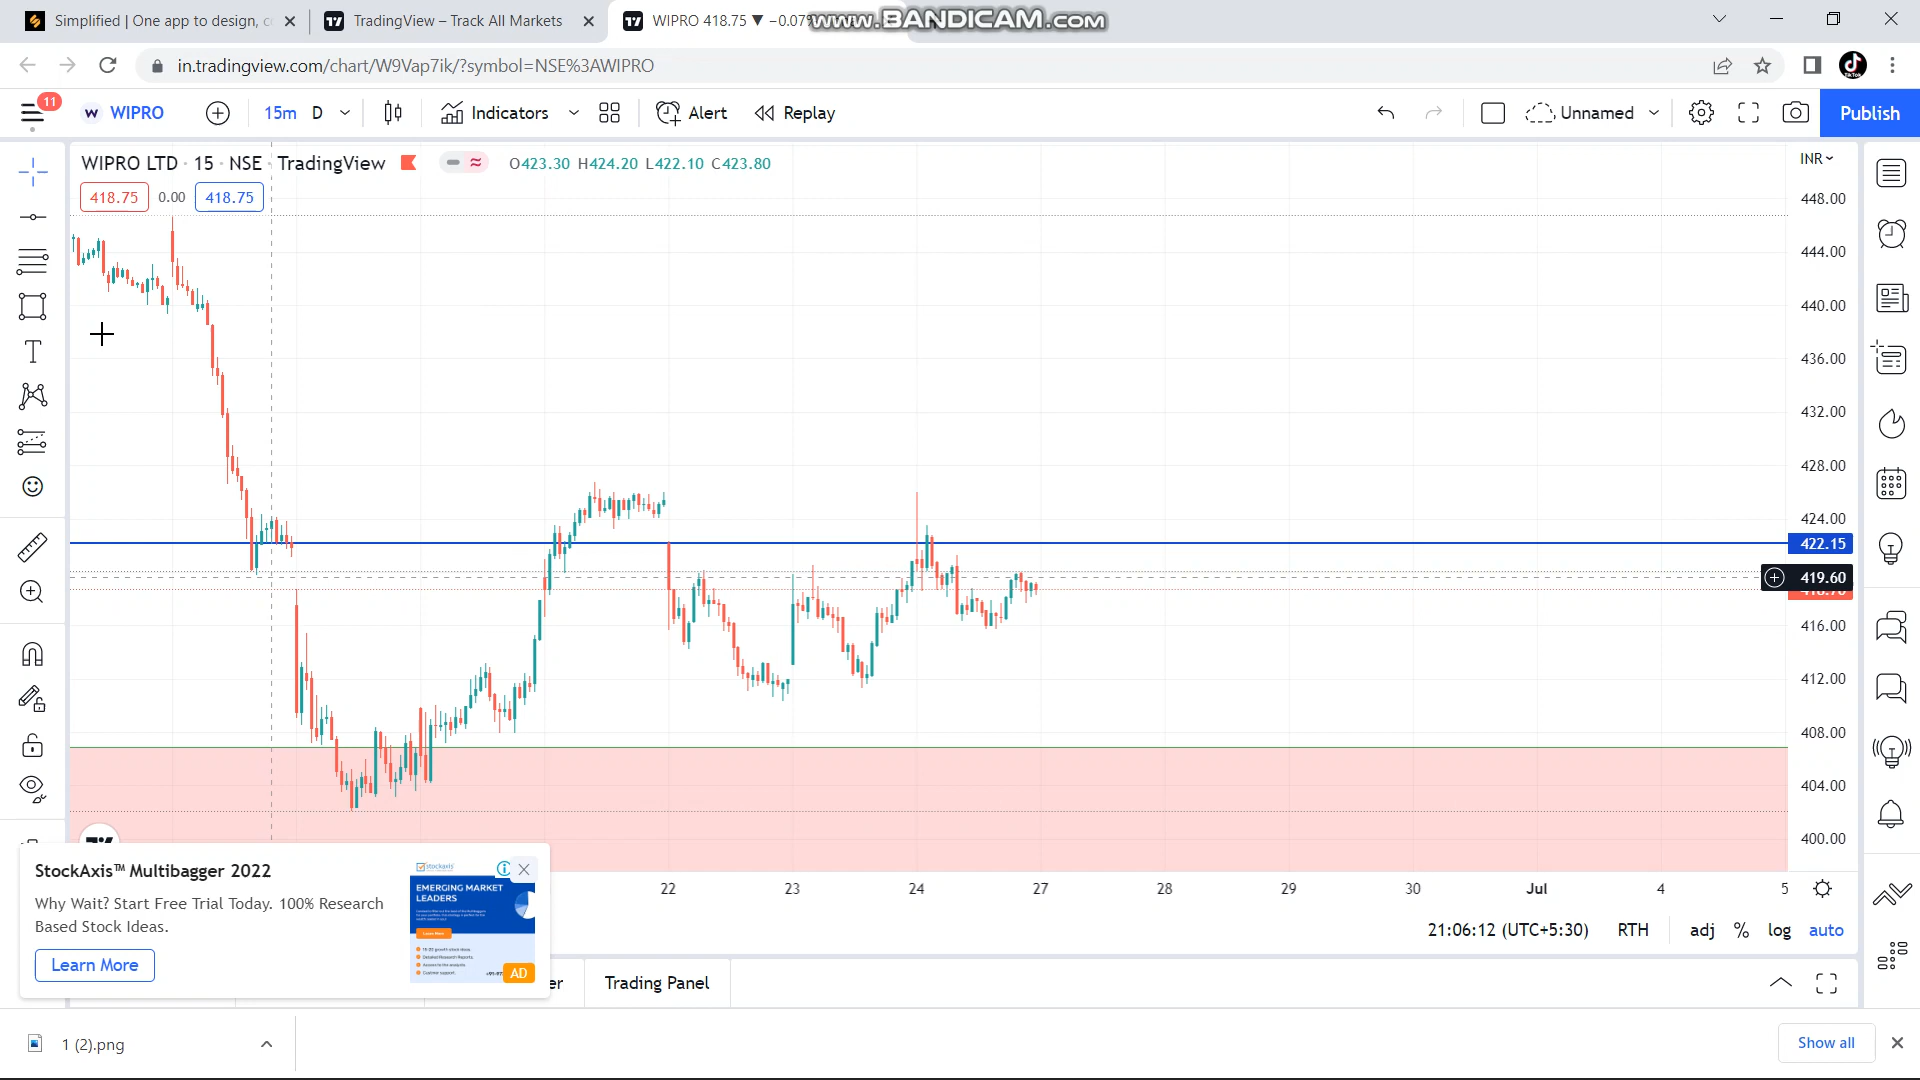 Simplified | One app to design, c
TradingView – Track All Markets
WIPRO 418.75 ▼ −0.07%
www.BANDICAM.com
in.tradingview.com/chart/W9Vap7ik/?symbol=NSE%3AWIPRO
11
WIPRO
15m
D
Indicators
Alert
Replay
Unnamed
Publish
WIPRO LTD · 15 · NSE · TradingView
O423.30 H424.20 L422.10 C423.80
INR
418.75
0.00
418.75
448.00
444.00
440.00
436.00
432.00
428.00
424.00
422.15
419.60
416.00
412.00
408.00
404.00
400.00
StockAxis™ Multibagger 2022
Why Wait? Start Free Trial Today. 100% Research
Based Stock Ideas.
Learn More
stockaxis
EMERGING MARKET
LEADERS
AD
22
23
24
27
28
29
30
Jul
4
5
21:06:12 (UTC+5:30)
RTH
adj
%
log
auto
er
Trading Panel
1 (2).png
Show all